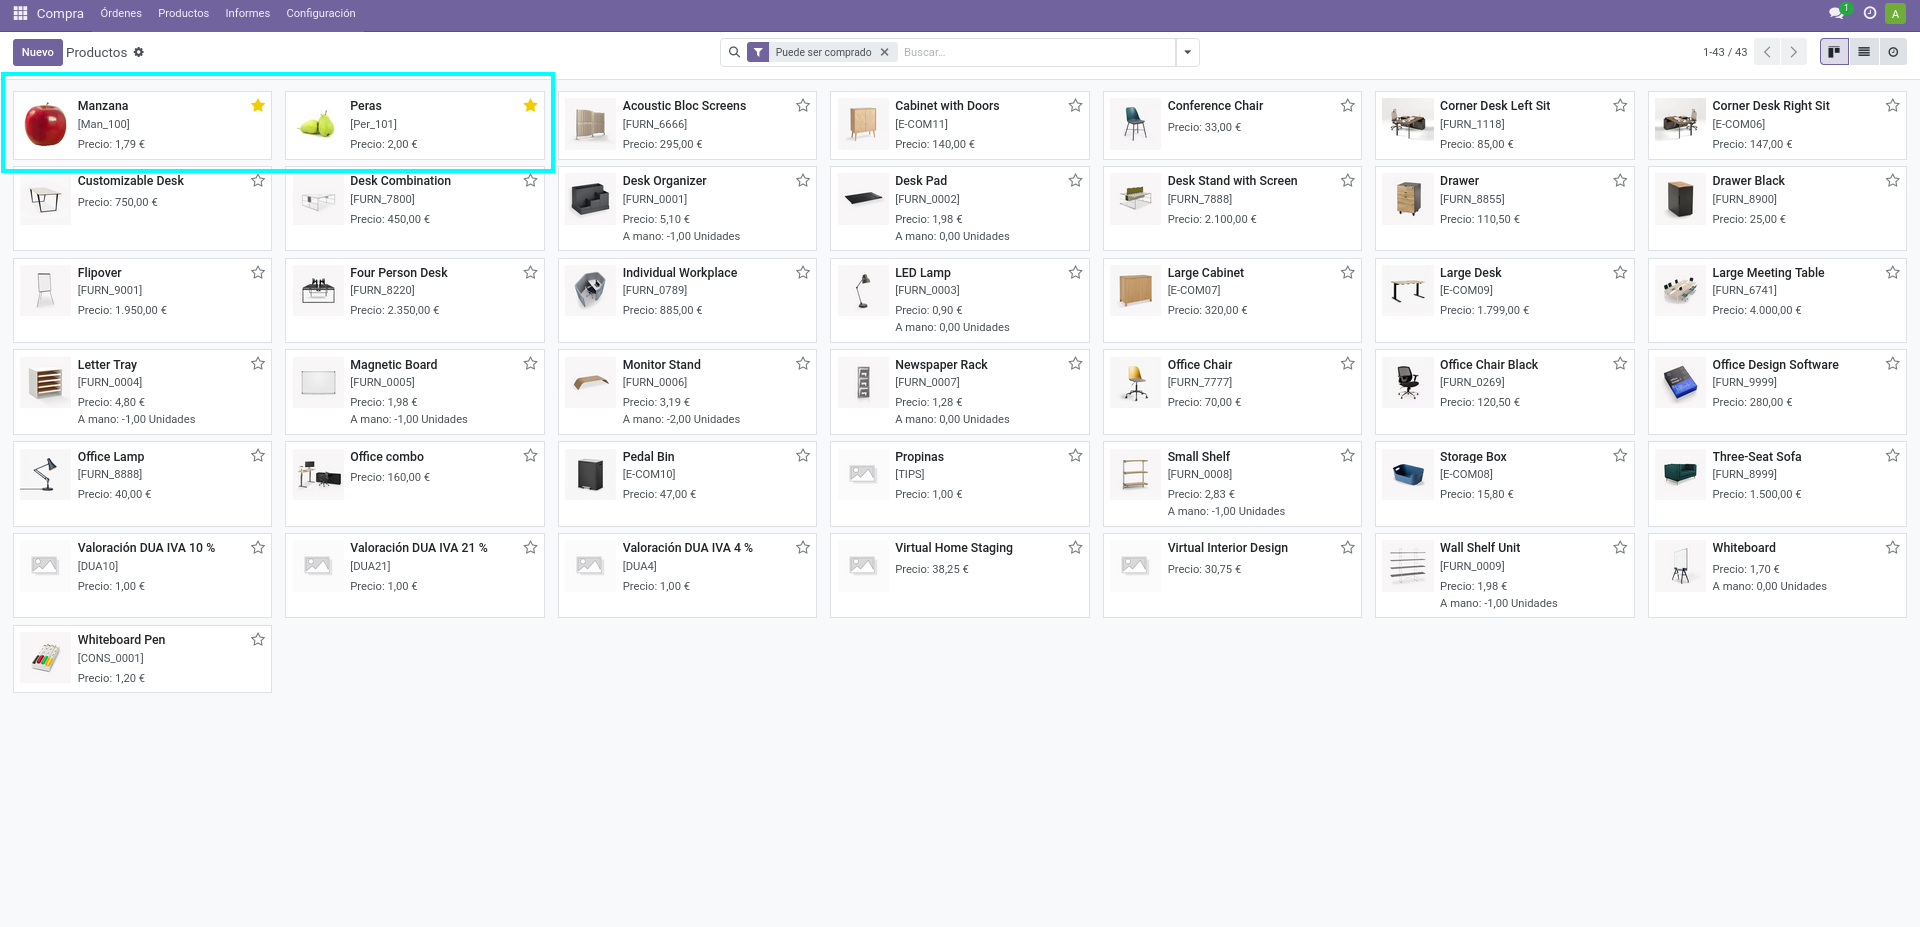 Compra Órdenes Productos Informes Configuración 1 A
Nuevo Productos Puede ser comprado Buscar... 1-43 / 43
Manzana
[Man_100]
Precio: 1,79 €
Peras
[Per_101]
Precio: 2,00 €
Acoustic Bloc Screens
[FURN_6666]
Precio: 295,00 €
Cabinet with Doors
[E-COM11]
Precio: 140,00 €
Conference Chair
Precio: 33,00 €
Corner Desk Left Sit
[FURN_1118]
Precio: 85,00 €
Corner Desk Right Sit
[E-COM06]
Precio: 147,00 €
Customizable Desk
Precio: 750,00 €
Desk Combination
[FURN_7800]
Precio: 450,00 €
Desk Organizer
[FURN_0001]
Precio: 5,10 €
A mano: -1,00 Unidades
Desk Pad
[FURN_0002]
Precio: 1,98 €
A mano: 0,00 Unidades
Desk Stand with Screen
[FURN_7888]
Precio: 2.100,00 €
Drawer
[FURN_8855]
Precio: 110,50 €
Drawer Black
[FURN_8900]
Precio: 25,00 €
Flipover
[FURN_9001]
Precio: 1.950,00 €
Four Person Desk
[FURN_8220]
Precio: 2.350,00 €
Individual Workplace
[FURN_0789]
Precio: 885,00 €
LED Lamp
[FURN_0003]
Precio: 0,90 €
A mano: 0,00 Unidades
Large Cabinet
[E-COM07]
Precio: 320,00 €
Large Desk
[E-COM09]
Precio: 1.799,00 €
Large Meeting Table
[FURN_6741]
Precio: 4.000,00 €
Letter Tray
[FURN_0004]
Precio: 4,80 €
A mano: -1,00 Unidades
Magnetic Board
[FURN_0005]
Precio: 1,98 €
A mano: -1,00 Unidades
Monitor Stand
[FURN_0006]
Precio: 3,19 €
A mano: -2,00 Unidades
Newspaper Rack
[FURN_0007]
Precio: 1,28 €
A mano: 0,00 Unidades
Office Chair
[FURN_7777]
Precio: 70,00 €
Office Chair Black
[FURN_0269]
Precio: 120,50 €
Office Design Software
[FURN_9999]
Precio: 280,00 €
Office Lamp
[FURN_8888]
Precio: 40,00 €
Office combo
Precio: 160,00 €
Pedal Bin
[E-COM10]
Precio: 47,00 €
Propinas
[TIPS]
Precio: 1,00 €
Small Shelf
[FURN_0008]
Precio: 2,83 €
A mano: -1,00 Unidades
Storage Box
[E-COM08]
Precio: 15,80 €
Three-Seat Sofa
[FURN_8999]
Precio: 1.500,00 €
Valoración DUA IVA 10 %
[DUA10]
Precio: 1,00 €
Valoración DUA IVA 21 %
[DUA21]
Precio: 1,00 €
Valoración DUA IVA 4 %
[DUA4]
Precio: 1,00 €
Virtual Home Staging
Precio: 38,25 €
Virtual Interior Design
Precio: 30,75 €
Wall Shelf Unit
[FURN_0009]
Precio: 1,98 €
A mano: -1,00 Unidades
Whiteboard
Precio: 1,70 €
A mano: 0,00 Unidades
Whiteboard Pen
[CONS_0001]
Precio: 1,20 €